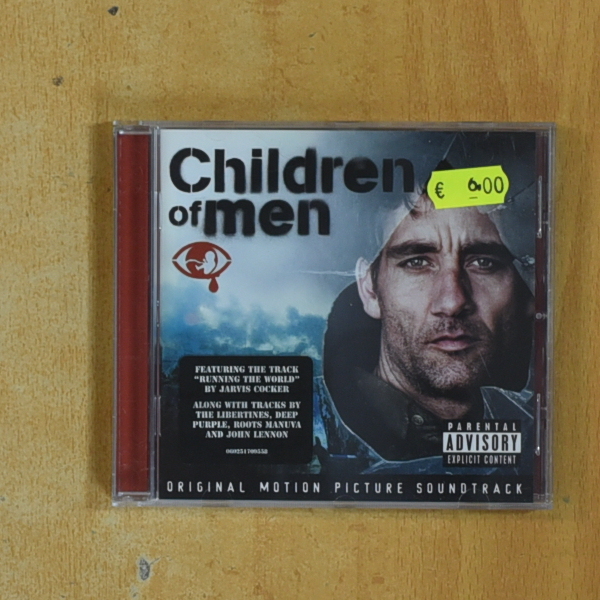 Children
of men
€ 6.00
FEATURING THE TRACK
"RUNNING THE WORLD"
BY JARVIS COCKER
ALONG WITH TRACKS BY
THE LIBERTINES, DEEP
PURPLE, ROOTS MANUVA
AND JOHN LENNON
060251709558
PARENTAL
ADVISORY
EXPLICIT CONTENT
ORIGINAL MOTION PICTURE SOUNDTRACK